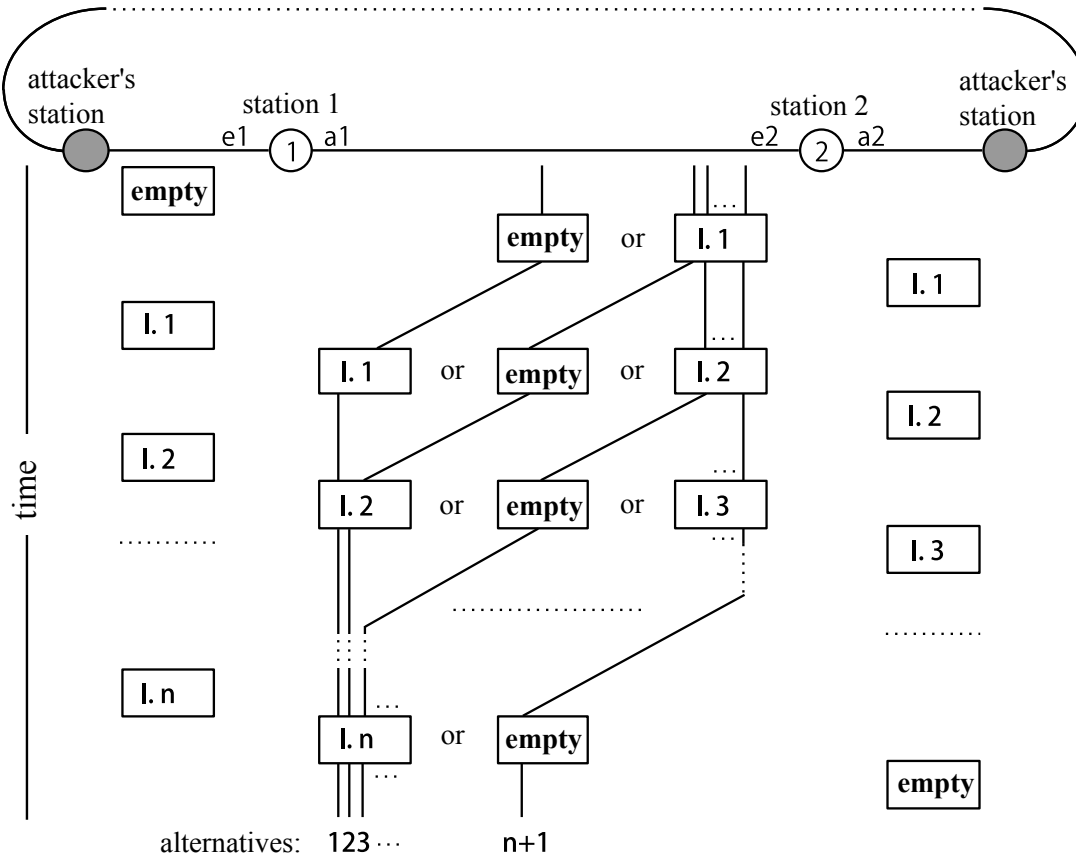 attacker's
station
station 1
station 2
attacker's
station
e1
1
a1
e2
2
a2
empty
empty or I. 1
I. 1
I. 1
I. 1 or empty or I. 2
I. 2
I. 2
I. 2 or empty or I. 3
I. 3
time
I. n
I. n or empty
empty
alternatives: 123 ... n+1